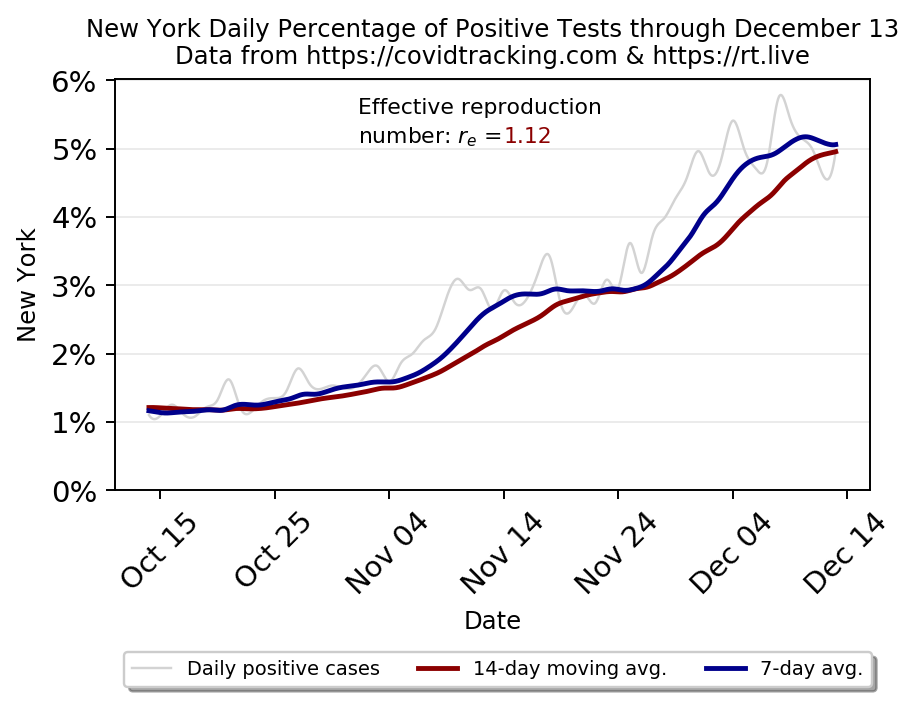 New York Daily Percentage of Positive Tests through December 13
Data from https://covidtracking.com & https://rt.live
Effective reproduction
number: rₑ =1.12
6%
5%
4%
3%
2%
1%
0%
New York
Oct 15
Oct 25
Nov 04
Nov 14
Nov 24
Dec 04
Dec 14
Date
Daily positive cases
14-day moving avg.
7-day avg.